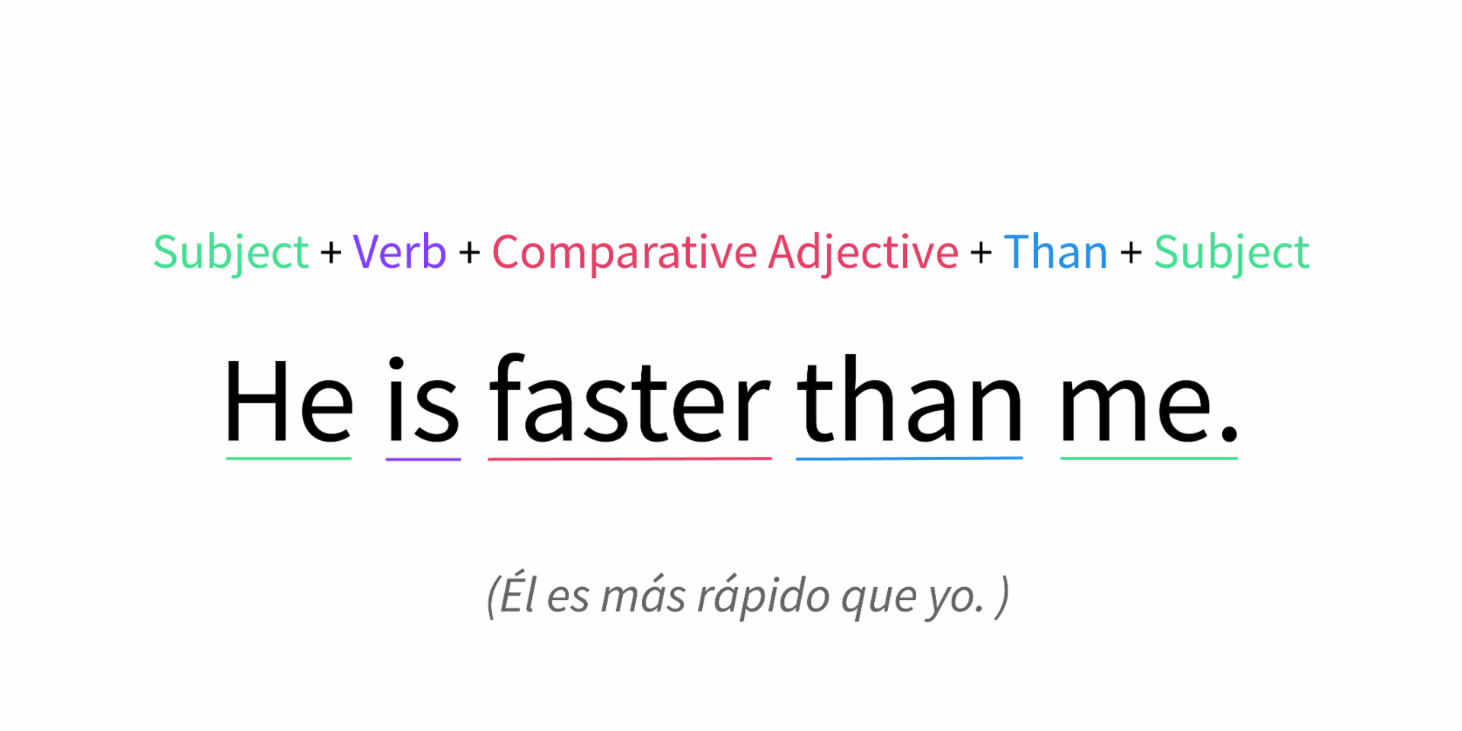 Subject + Verb + Comparative Adjective + Than + Subject
He is faster than me.
(Él es más rápido que yo. )